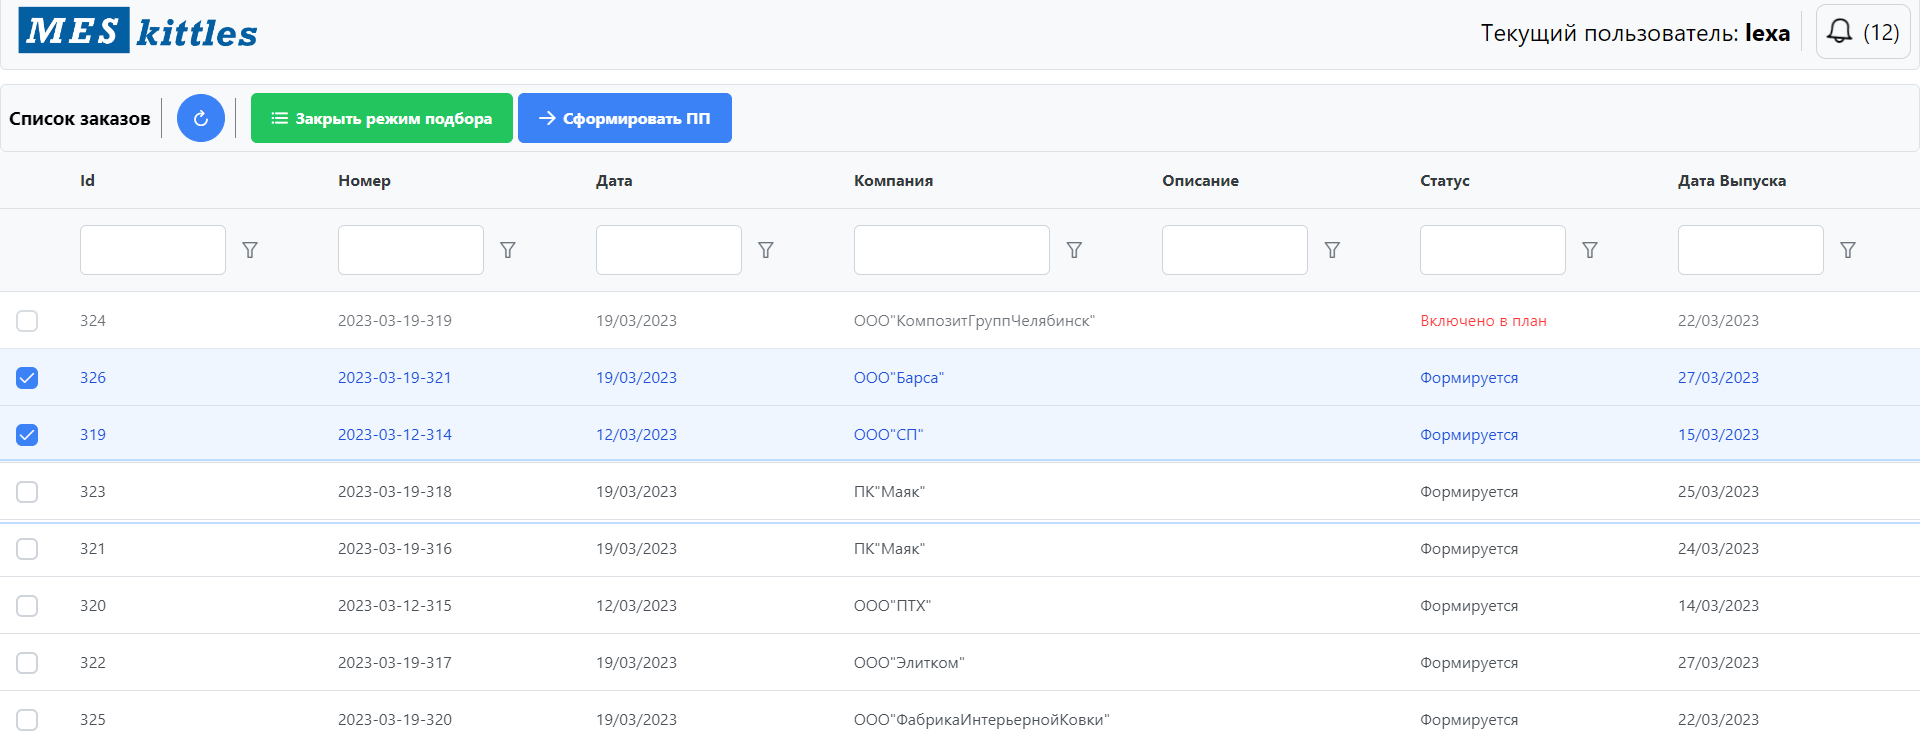 MES kittles
Текущий пользователь: lexa
(12)
Список заказов
Закрыть режим подбора
Сформировать ПП
Id Номер Дата Компания Описание Статус Дата Выпуска
324 2023-03-19-319 19/03/2023 ООО"КомпозитГруппЧелябинск" Включено в план 22/03/2023
326 2023-03-19-321 19/03/2023 ООО"Барса" Формируется 27/03/2023
319 2023-03-12-314 12/03/2023 ООО"СП" Формируется 15/03/2023
323 2023-03-19-318 19/03/2023 ПК"Маяк" Формируется 25/03/2023
321 2023-03-19-316 19/03/2023 ПК"Маяк" Формируется 24/03/2023
320 2023-03-12-315 12/03/2023 ООО"ПТХ" Формируется 14/03/2023
322 2023-03-19-317 19/03/2023 ООО"Элитком" Формируется 27/03/2023
325 2023-03-19-320 19/03/2023 ООО"ФабрикаИнтерьернойКовки" Формируется 22/03/2023